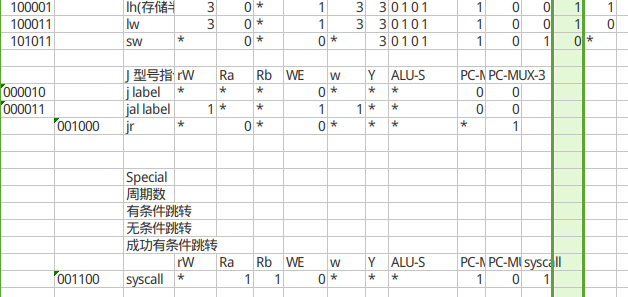 100001 lh(存储半 3 0 * 1 3 3 0 1 0 1 1 0 0 1 1
100011 lw 3 0 * 1 3 3 0 1 0 1 1 0 0 1 0
101011 sw * 0 * 0 * 3 0 1 0 1 1 0 1 0 *
J 型号指 rW Ra Rb WE w Y ALU-S PC-M PC-MUX-3
000010 j label * * * 0 * * * 0 0
000011 jal label 1 * * 1 1 * * 0 0
001000 jr * 0 * 0 * * * * 1
Special
周期数
有条件跳转
无条件跳转
成功有条件跳转
rW Ra Rb WE w Y ALU-S PC-M PC-MU syscall
001100 syscall * 1 1 0 * * * 1 0 1